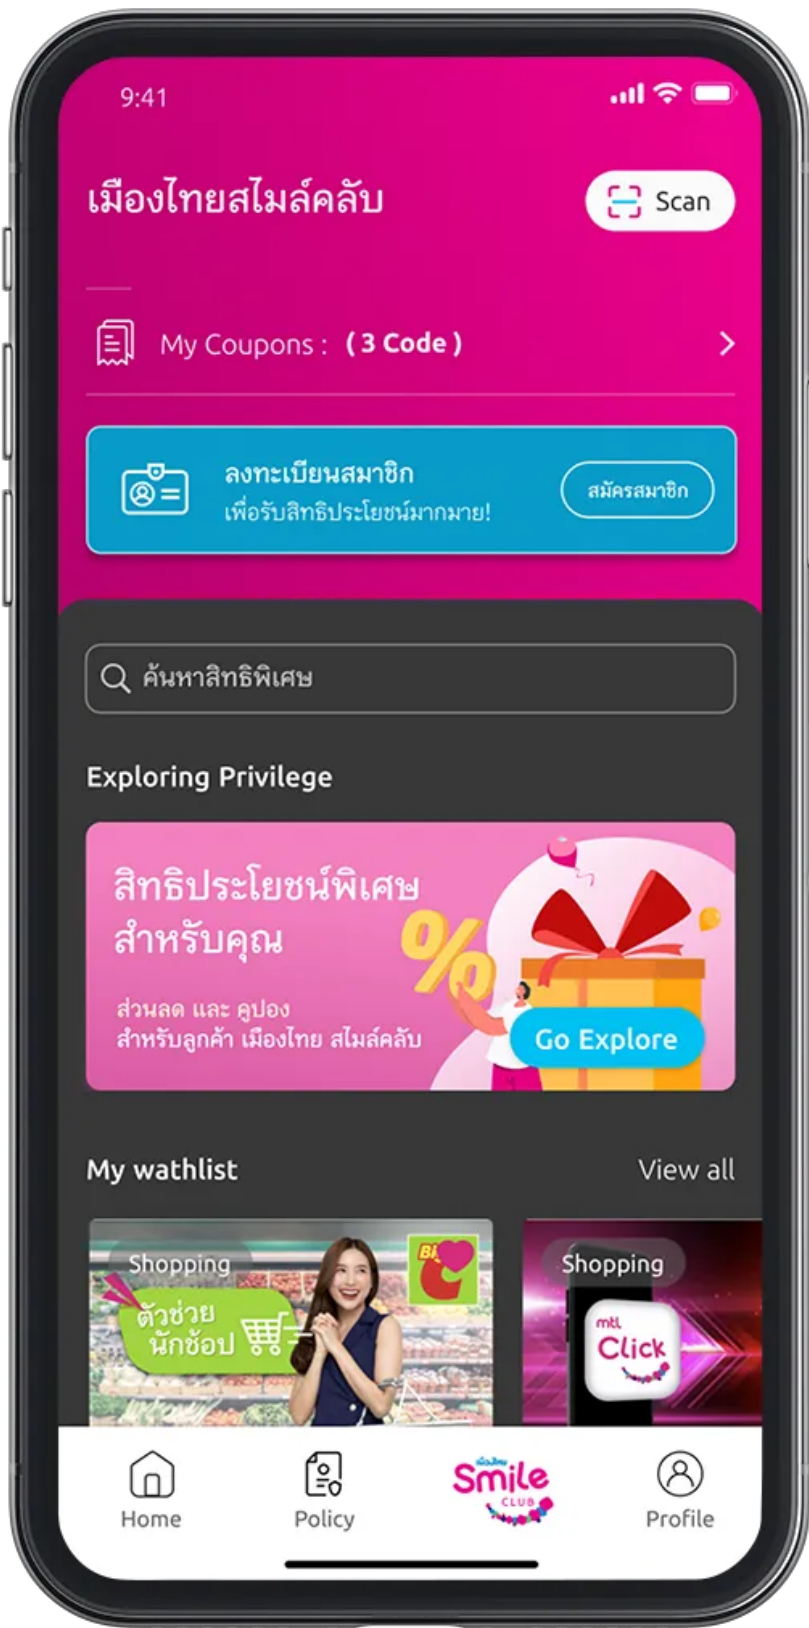 9:41
เมืองไทยสไมล์คลับ
Scan
My Coupons : ( 3 Code )
ลงทะเบียนสมาชิก
เพื่อรับสิทธิประโยชน์มากมาย!
สมัครสมาชิก
ค้นหาสิทธิพิเศษ
Exploring Privilege
สิทธิประโยชน์พิเศษ
สำหรับคุณ
%
ส่วนลด และ คูปอง
สำหรับลูกค้า เมืองไทย สไมล์คลับ
Go Explore
My wathlist
View all
Shopping
ตัวช่วย
นักช้อป
Shopping
mtl
Click
Home
Policy
เมืองไทย
Smile
CLUB
Profile